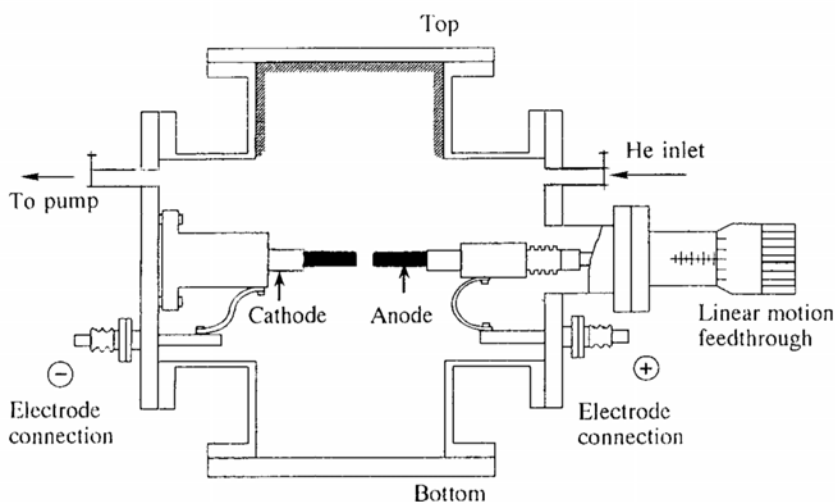 Top
He inlet
To pump
Cathode
Anode
Linear motion
feedthrough
−
+
Electrode
connection
Electrode
connection
Bottom